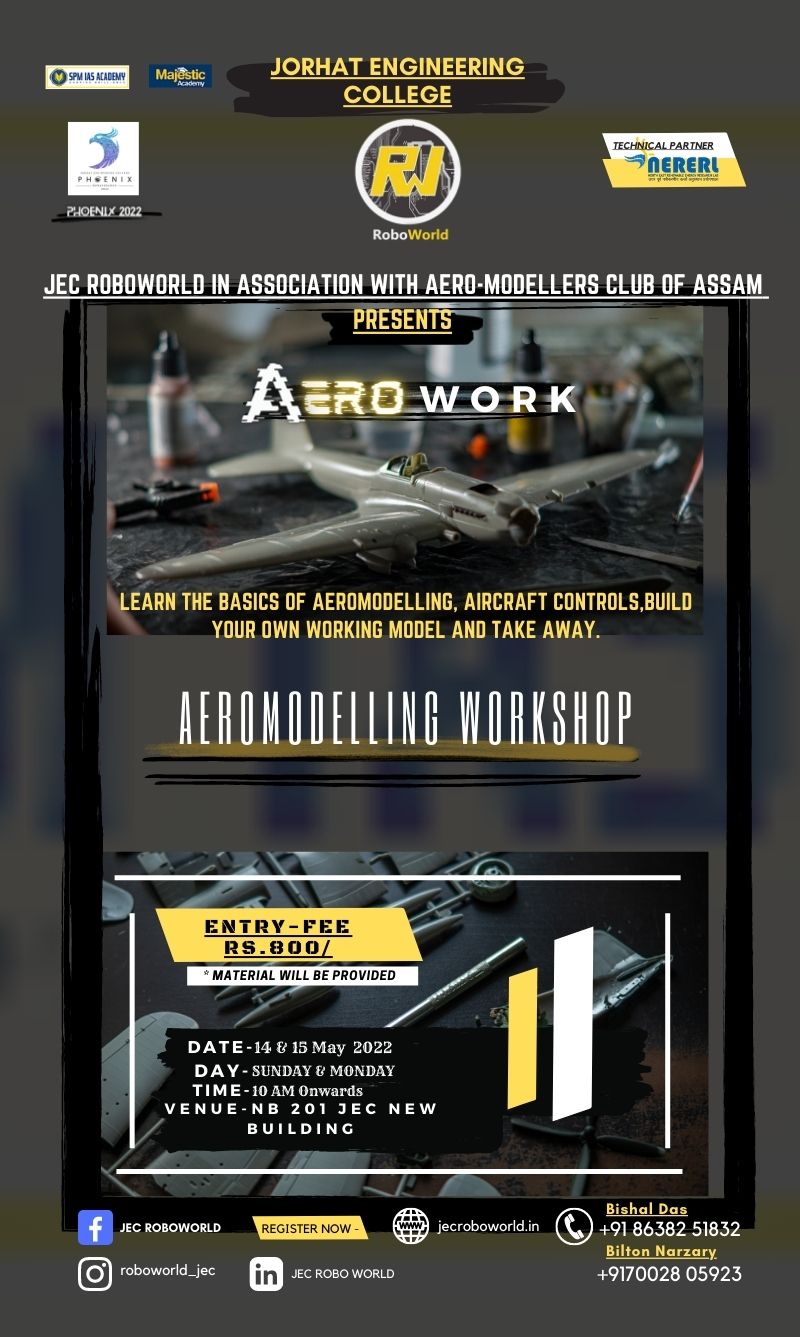 SPM IAS ACADEMY
Majestic
Academy
JORHAT ENGINEERING
COLLEGE
PHOENIX
PHOENIX 2022
RW
RoboWorld
TECHNICAL PARTNER
NERERL
JEC ROBOWORLD IN ASSOCIATION WITH AERO-MODELLERS CLUB OF ASSAM
PRESENTS
AERO WORK
LEARN THE BASICS OF AEROMODELLING, AIRCRAFT CONTROLS,BUILD
YOUR OWN WORKING MODEL AND TAKE AWAY.
AEROMODELLING WORKSHOP
ENTRY-FEE
RS.800/
* MATERIAL WILL BE PROVIDED
DATE-14 & 15 May 2022
DAY- SUNDAY & MONDAY
TIME-10 AM Onwards
VENUE-NB 201 JEC NEW
BUILDING
JEC ROBOWORLD
REGISTER NOW -
WWW
jecroboworld.in
Bishal Das
+91 86382 51832
Bilton Narzary
+9170028 05923
roboworld_jec
in
JEC ROBO WORLD